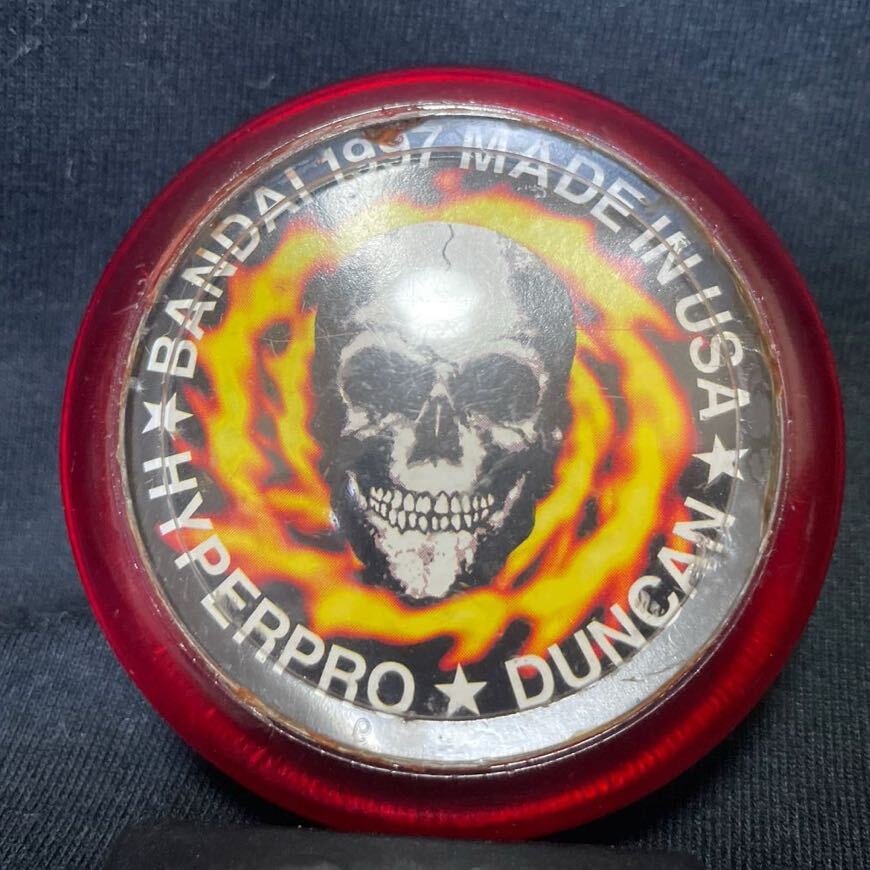 ★ BANDAI 1997 MADE IN USA ★
HYPERPRO ★ DUNCAN